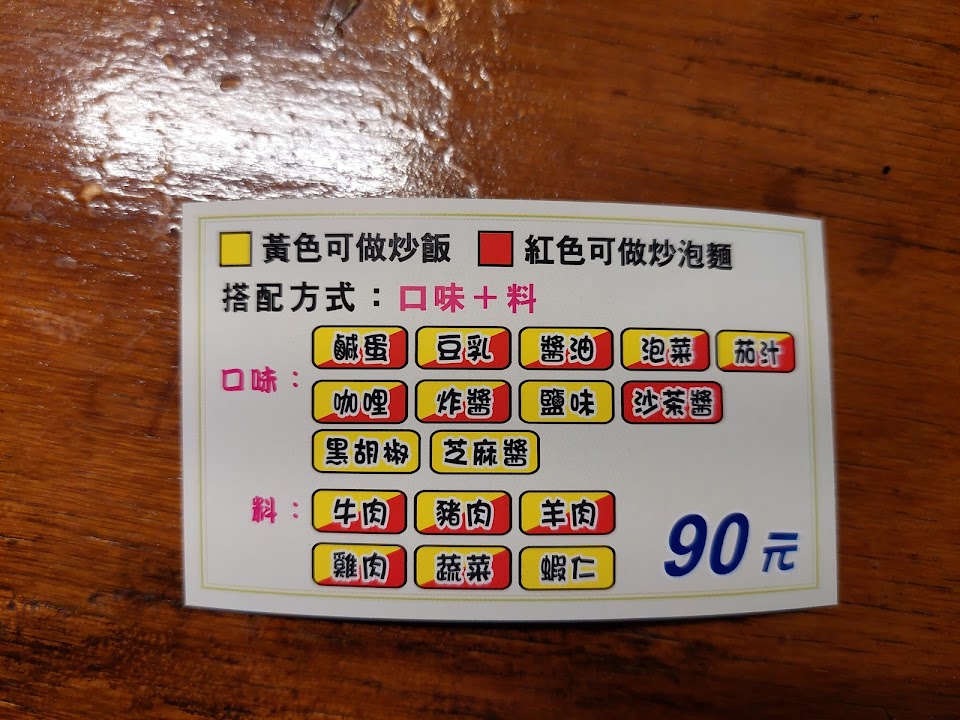 黃色可做炒飯 紅色可做炒泡麵
搭配方式：口味＋料
口味： 鹹蛋 豆乳 醬油 泡菜 茄汁
咖哩 炸醬 鹽味 沙茶醬
黑胡椒 芝麻醬
料： 牛肉 豬肉 羊肉
雞肉 蔬菜 蝦仁
90元